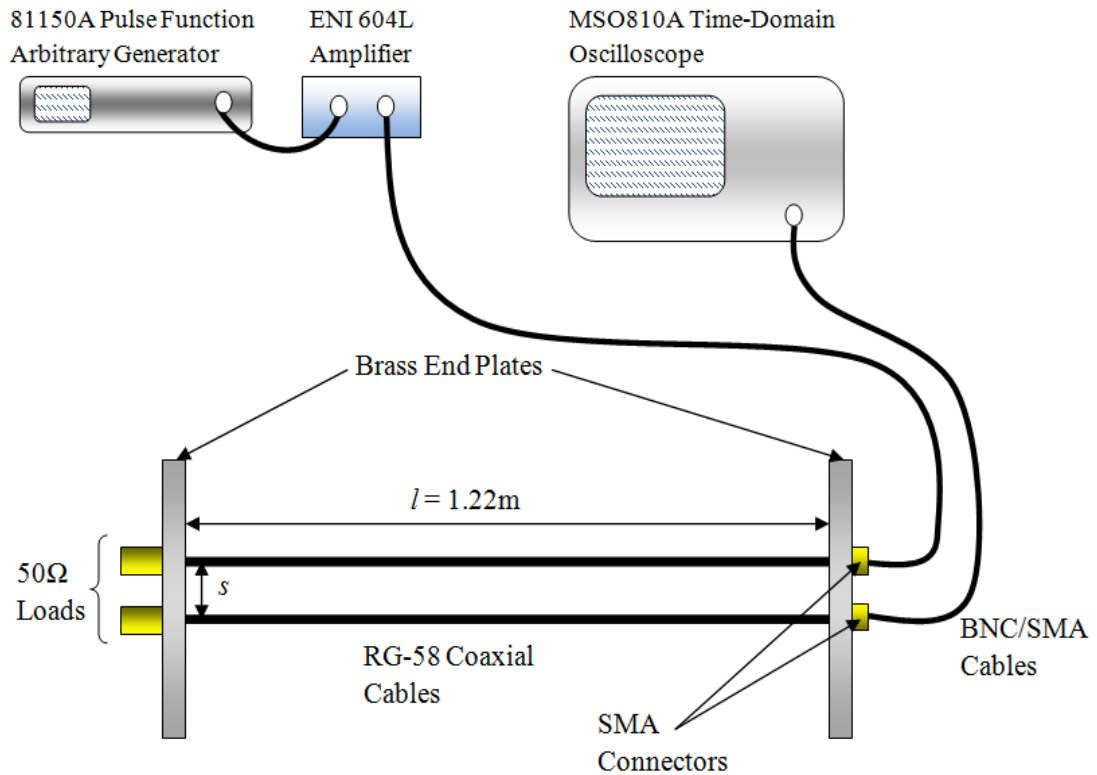 81150A Pulse Function
Arbitrary Generator
ENI 604L
Amplifier
MSO810A Time-Domain
Oscilloscope
Brass End Plates
l = 1.22m
50Ω
Loads
s
RG-58 Coaxial
Cables
BNC/SMA
Cables
SMA
Connectors